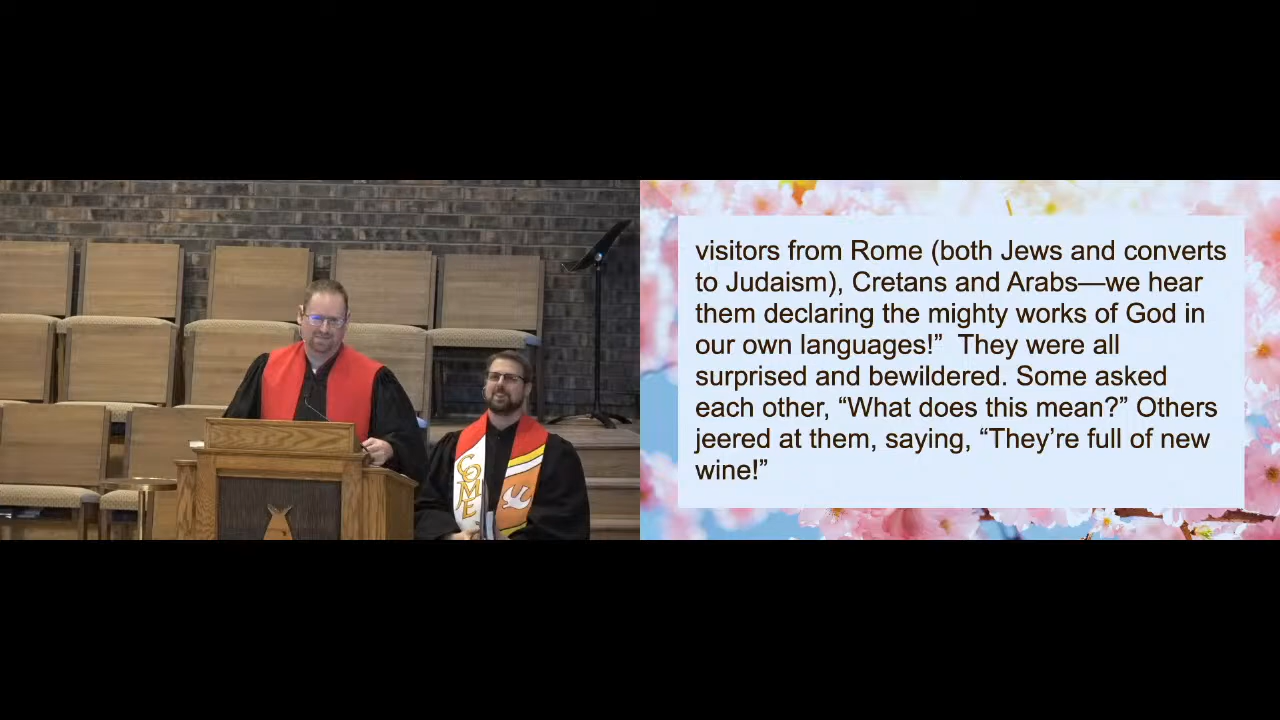 COME
visitors from Rome (both Jews and converts
to Judaism), Cretans and Arabs—we hear
them declaring the mighty works of God in
our own languages!”  They were all
surprised and bewildered. Some asked
each other, “What does this mean?” Others
jeered at them, saying, “They’re full of new
wine!”